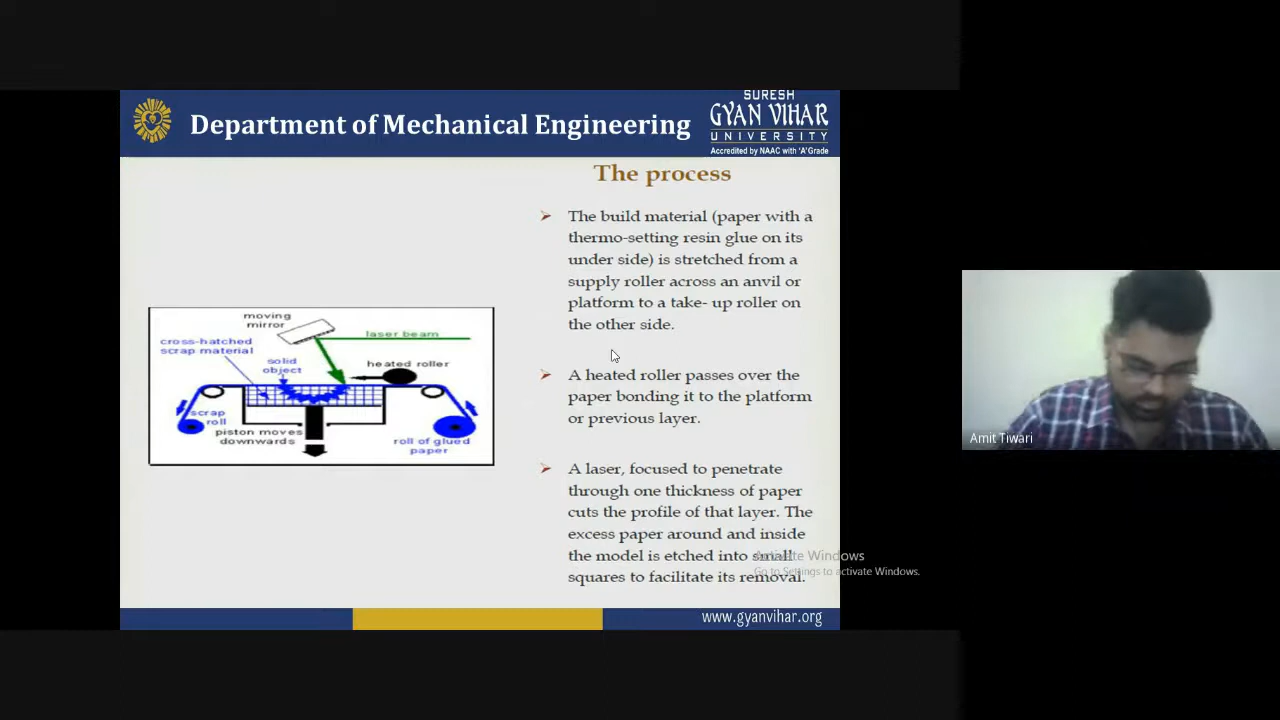 Department of Mechanical Engineering
SURESH
GYAN VIHAR
UNIVERSITY
Accredited by NAAC with 'A' Grade
The process
The build material (paper with a
thermo-setting resin glue on its
under side) is stretched from a
supply roller across an anvil or
platform to a take- up roller on
the other side.
A heated roller passes over the
paper bonding it to the platform
or previous layer.
A laser, focused to penetrate
through one thickness of paper
cuts the profile of that layer. The
excess paper around and inside
the model is etched into small
squares to facilitate its removal.
moving
mirror
laser beam
cross-hatched
scrap material
solid
object
heated roller
scrap
roll
piston moves
downwards
roll of glued
paper
Amit Tiwari
Activate Windows
Go to Settings to activate Windows.
www.gyanvihar.org